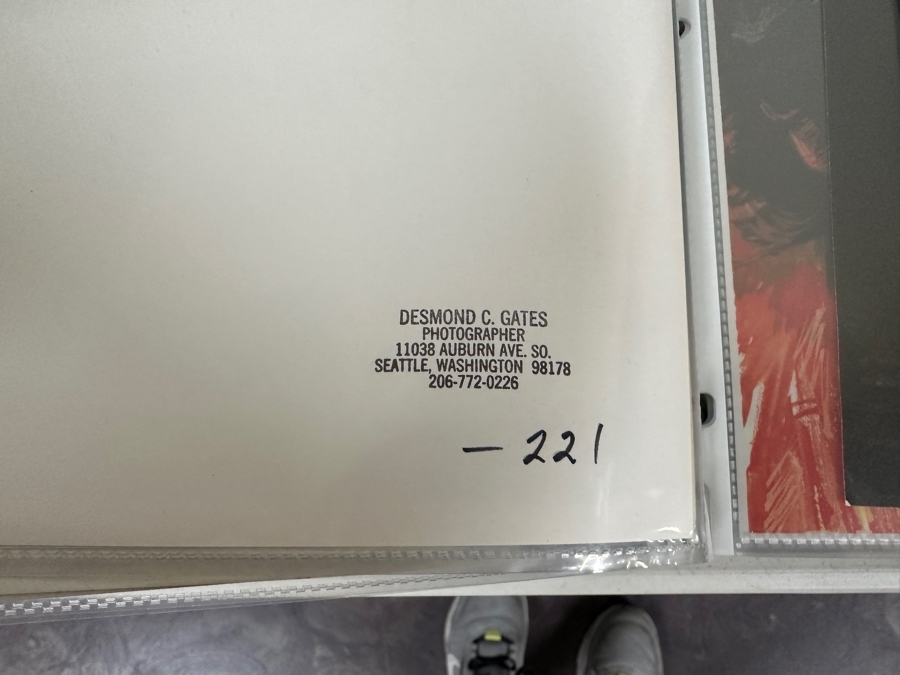 DESMOND C. GATES
PHOTOGRAPHER
11038 AUBURN AVE. SO.
SEATTLE, WASHINGTON 98178
206-772-0226
— 221